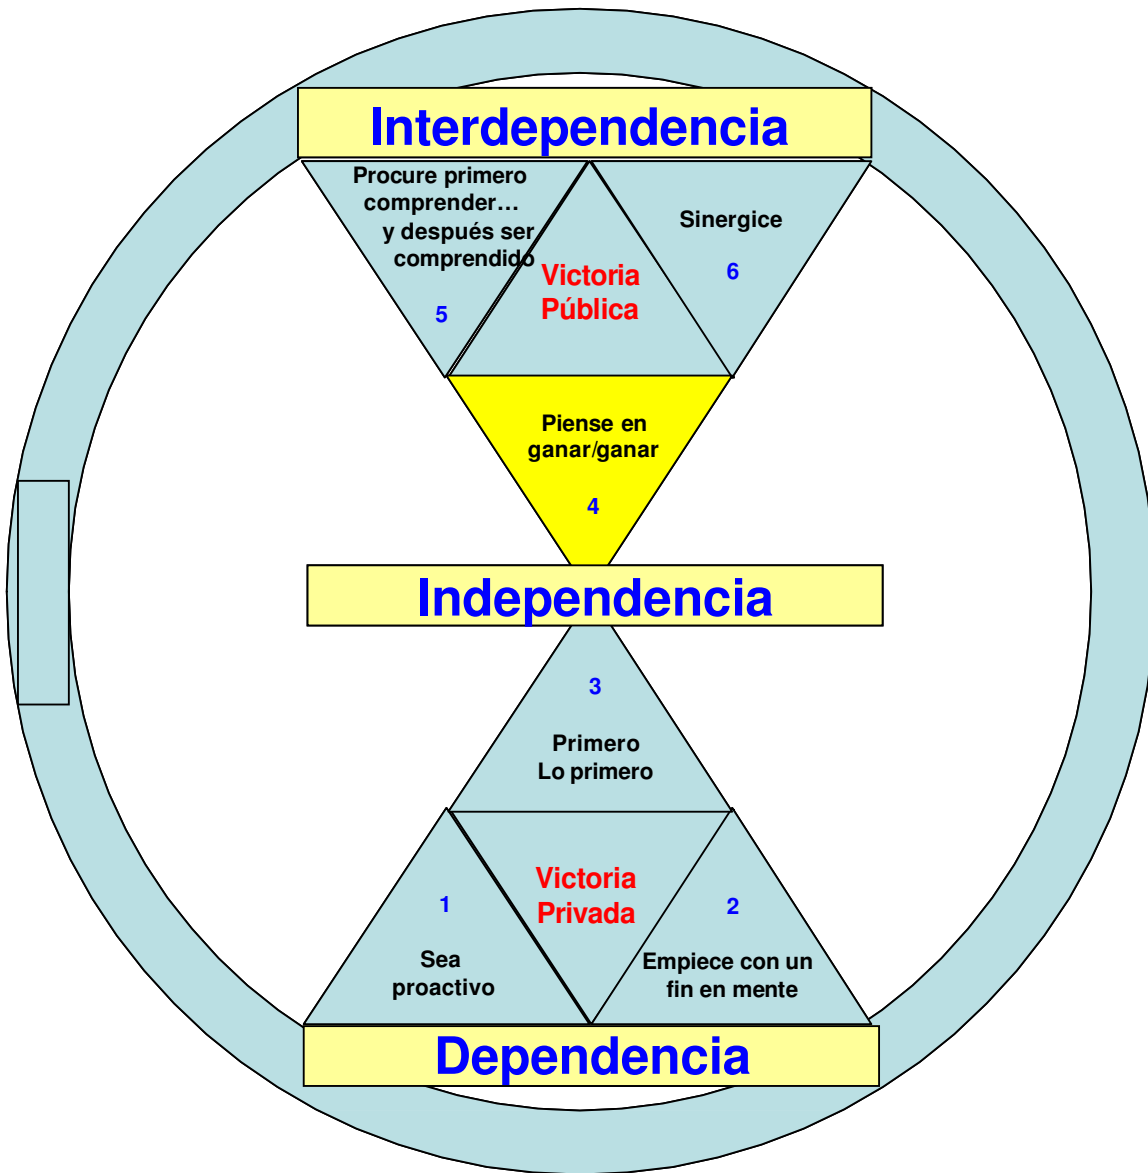 Interdependencia
Procure primero
comprender…
y después ser
comprendido
5
Victoria
Pública
Sinergice
6
Piense en
ganar/ganar
4
Independencia
3
Primero
Lo primero
Victoria
Privada
1
Sea
proactivo
2
Empiece con un
fin en mente
Dependencia